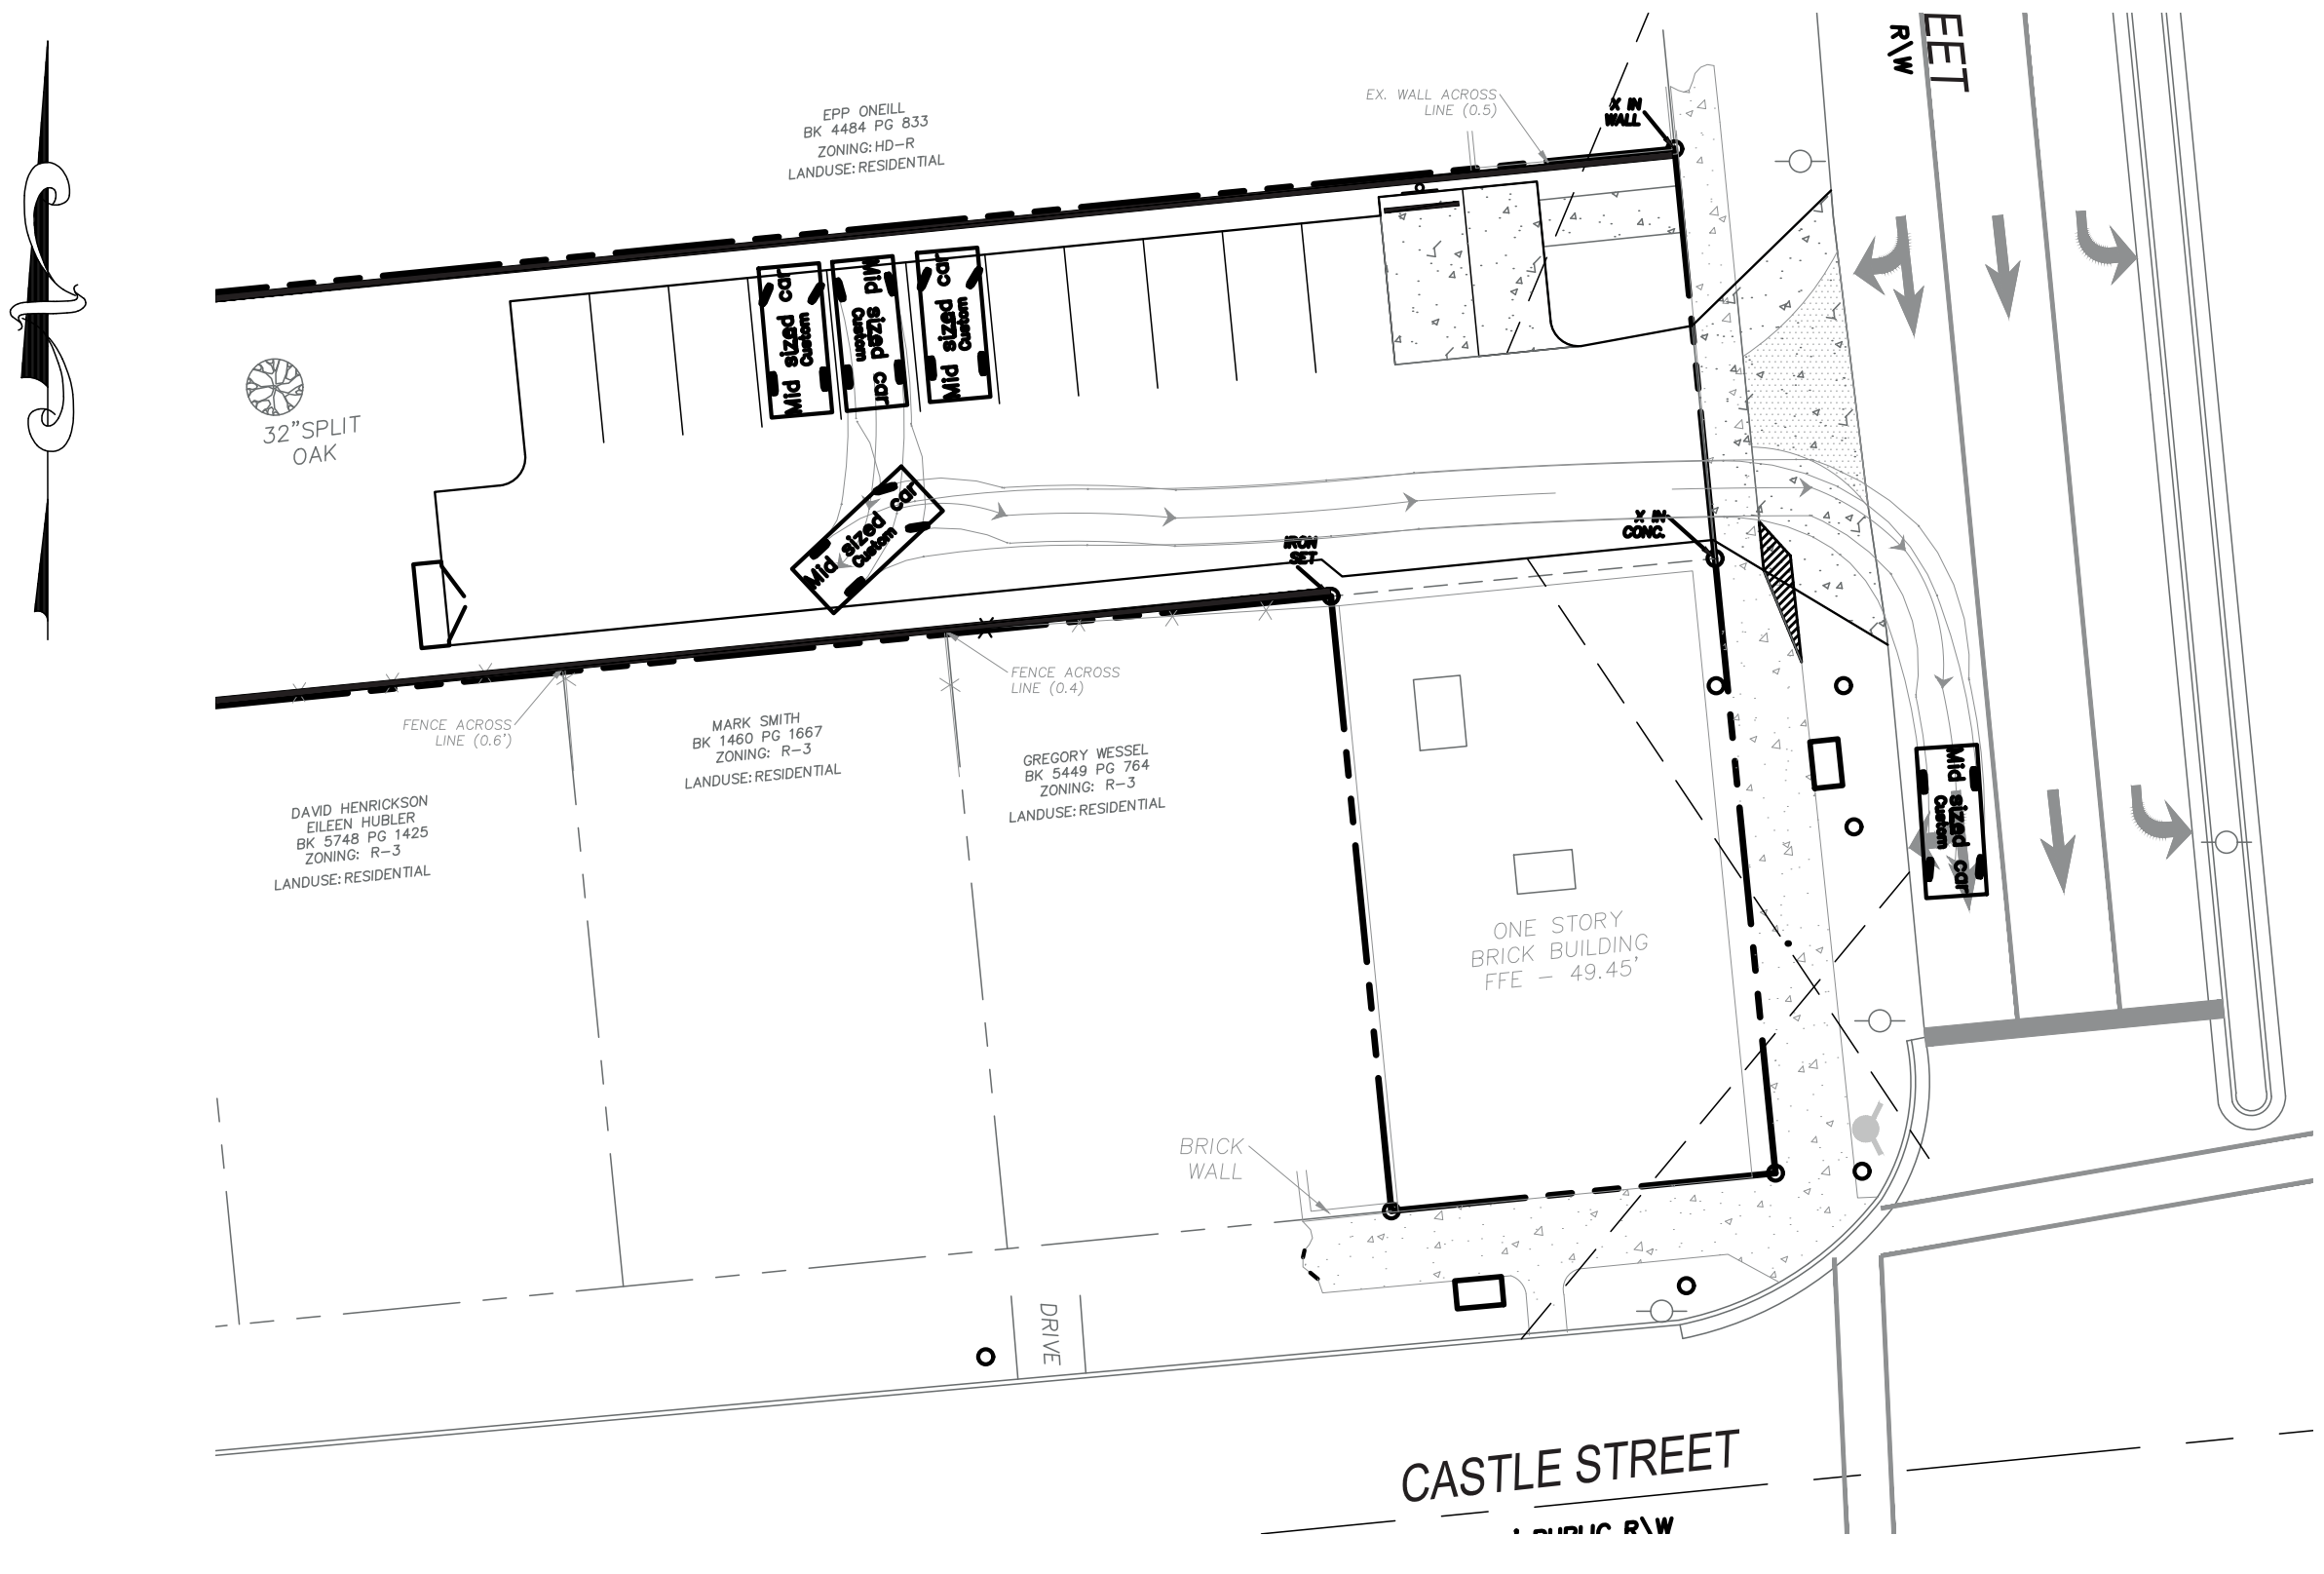 EET
R\W
EX. WALL ACROSS
LINE (0.5)
X IN
WALL
EPP ONEILL
BK 4484 PG 833
ZONING: HD-R
LANDUSE: RESIDENTIAL
Mid sized car
Custom
Mid sized car
Custom
Mid sized car
Custom
32"SPLIT
OAK
Mid sized car
Custom
IRON
SET
X IN
CONC.
FENCE ACROSS
LINE (0.4)
FENCE ACROSS
LINE (0.6')
MARK SMITH
BK 1460 PG 1667
ZONING: R-3
LANDUSE: RESIDENTIAL
GREGORY WESSEL
BK 5449 PG 764
ZONING: R-3
LANDUSE: RESIDENTIAL
DAVID HENRICKSON
EILEEN HUBLER
BK 5748 PG 1425
ZONING: R-3
LANDUSE: RESIDENTIAL
Mid sized car
Custom
ONE STORY
BRICK BUILDING
FFE - 49.45'
BRICK
WALL
DRIVE
CASTLE STREET
PUBLIC R\W